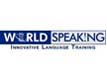 WORLD SPEAKING
INNOVATIVE LANGUAGE TRAINING